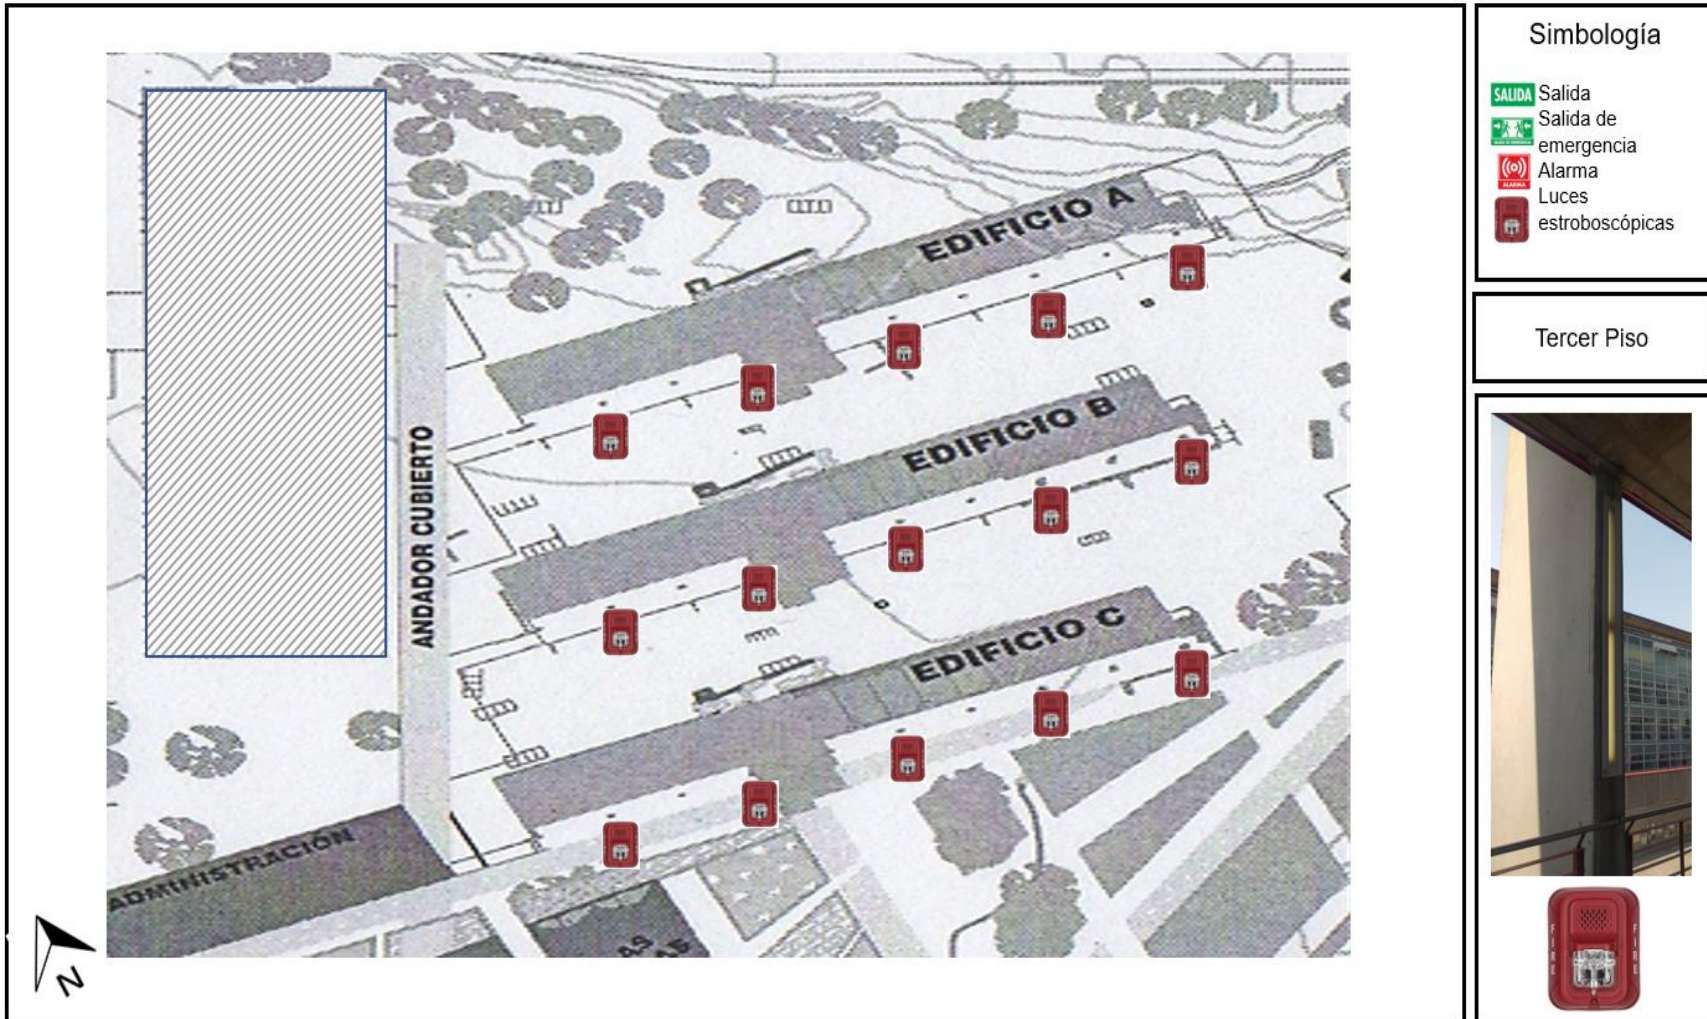 EDIFICIO A
EDIFICIO B
EDIFICIO C
ANDADOR CUBIERTO
ADMINISTRACIÓN
N
Simbología
SALIDA Salida
Salida de
emergencia
Alarma
ALARMA
Luces
estroboscópicas
Tercer Piso
FIRE
FIRE